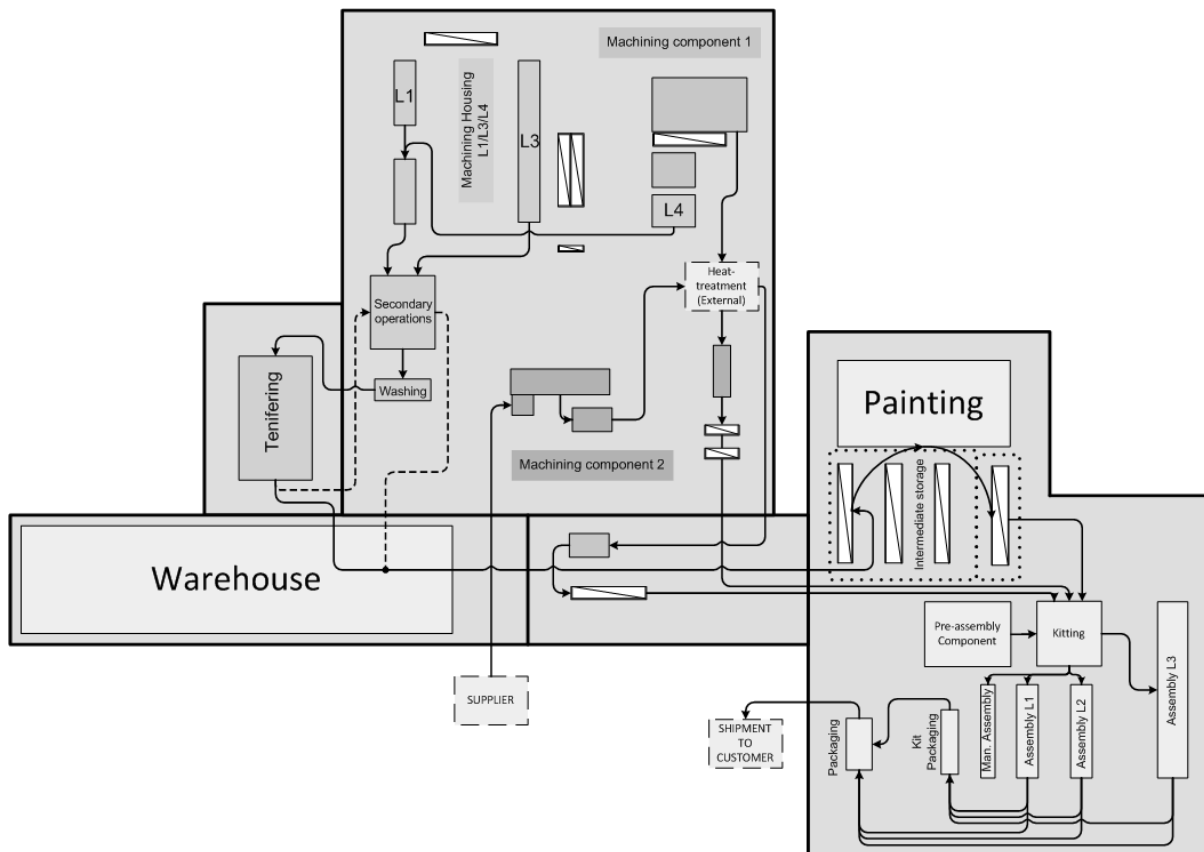 Machining component 1
L1
Machining Housing
L1/L3/L4
L3
L4
Heat-
treatment
(External)
Secondary
operations
Washing
Tenifering
Machining component 2
Painting
Intermediate storage
Warehouse
Pre-assembly
Component
Kitting
Assembly L3
SUPPLIER
SHIPMENT
TO
CUSTOMER
Packaging
Kit
Packaging
Man. Assembly
Assembly L1
Assembly L2